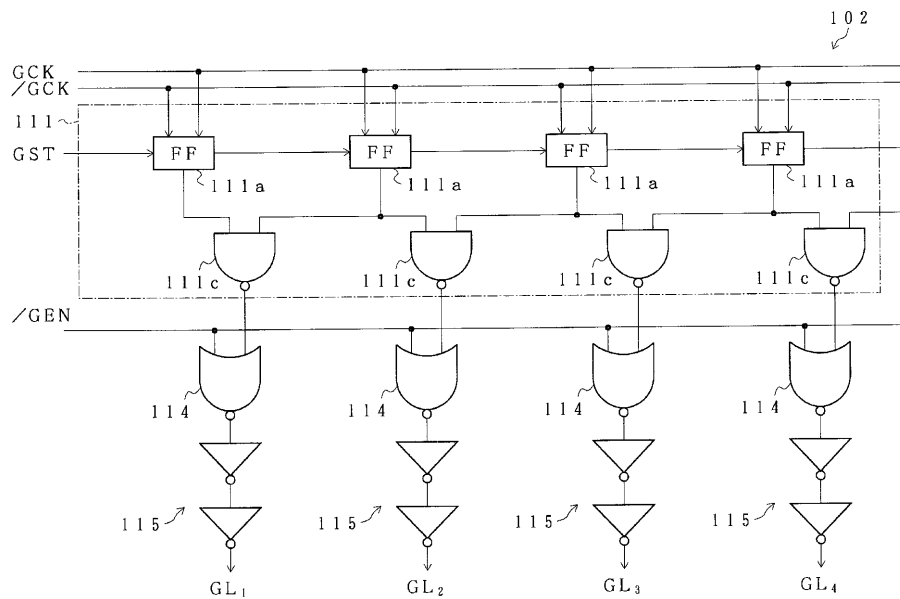 102
GCK
/GCK
111
GST
FF FF FF FF
111a 111a 111a 111a
111c 111c 111c 111c
/GEN
114 114 114 114
115 115 115 115
GL₁ GL₂ GL₃ GL₄